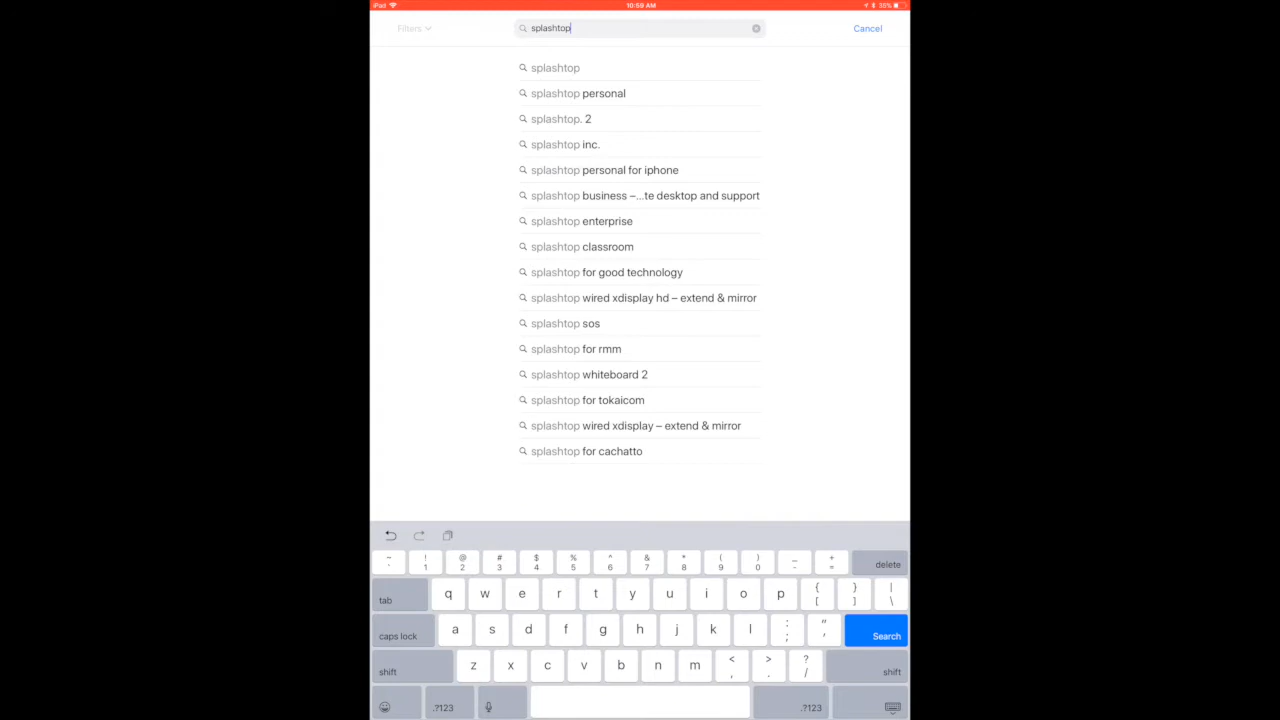 iPad 10:59 AM 35%
Filters splashtop Cancel
splashtop
splashtop personal
splashtop. 2
splashtop inc.
splashtop personal for iphone
splashtop business –...te desktop and support
splashtop enterprise
splashtop classroom
splashtop for good technology
splashtop wired xdisplay hd – extend & mirror
splashtop sos
splashtop for rmm
splashtop whiteboard 2
splashtop for tokaicom
splashtop wired xdisplay – extend & mirror
splashtop for cachatto
~ ! @ # $ % ^ & * ( ) _ +
` 1 2 3 4 5 6 7 8 9 0 - = delete
tab q w e r t y u i o p { [ } ] | \
caps lock a s d f g h j k l : ; " ' Search
shift z x c v b n m < , > . ? / shift
.?123 .?123